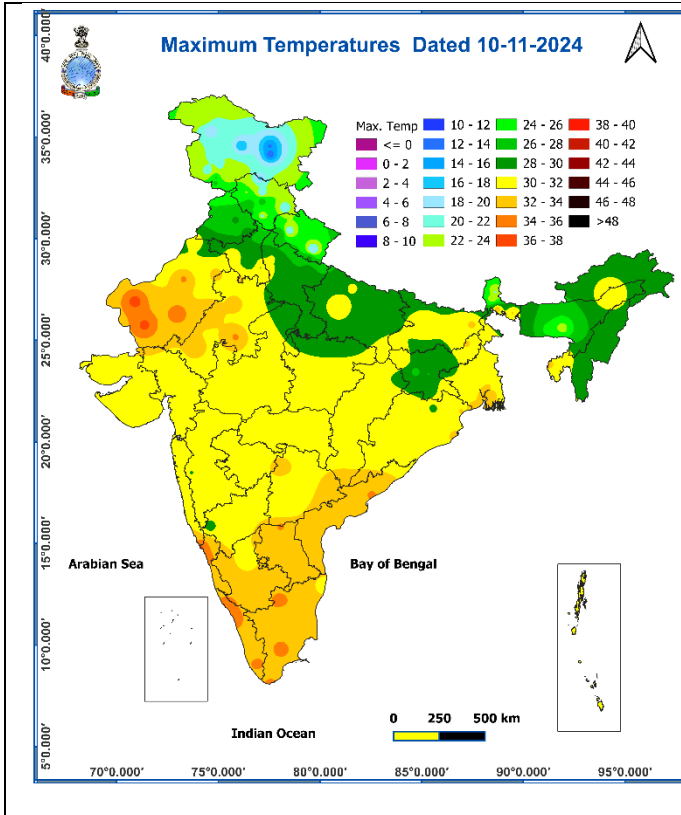 Maximum Temperatures Dated 10-11-2024
Max. Temp
<= 0
0 - 2
2 - 4
4 - 6
6 - 8
8 - 10
10 - 12
12 - 14
14 - 16
16 - 18
18 - 20
20 - 22
22 - 24
24 - 26
26 - 28
28 - 30
30 - 32
32 - 34
34 - 36
36 - 38
38 - 40
40 - 42
42 - 44
44 - 46
46 - 48
>48
40°0.000'
35°0.000'
30°0.000'
25°0.000'
20°0.000'
15°0.000'
10°0.000'
5°0.000'
Arabian Sea
Bay of Bengal
Indian Ocean
0 250 500 km
70°0.000' 75°0.000' 80°0.000' 85°0.000' 90°0.000' 95°0.000'